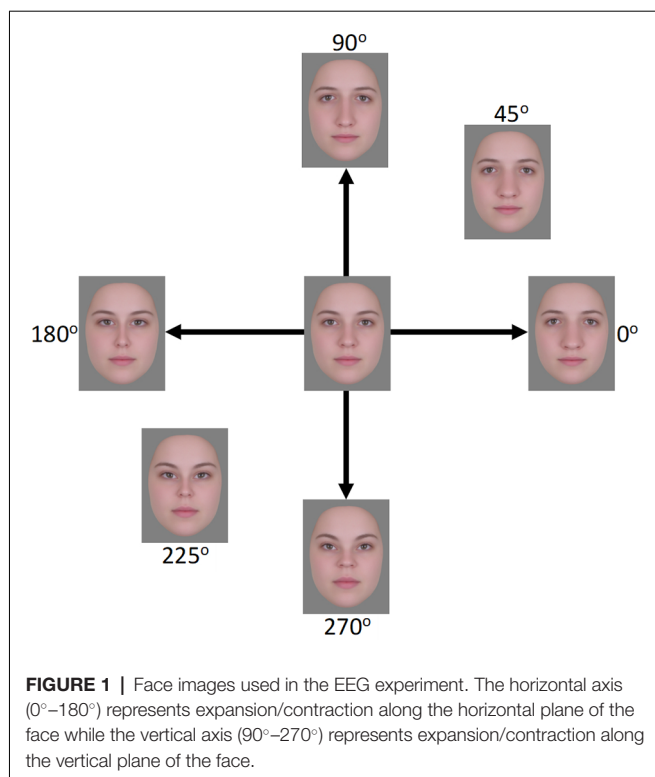 90°
45°
180°
0°
225°
270°
FIGURE 1 | Face images used in the EEG experiment. The horizontal axis
(0°–180°) represents expansion/contraction along the horizontal plane of the
face while the vertical axis (90°–270°) represents expansion/contraction along
the vertical plane of the face.